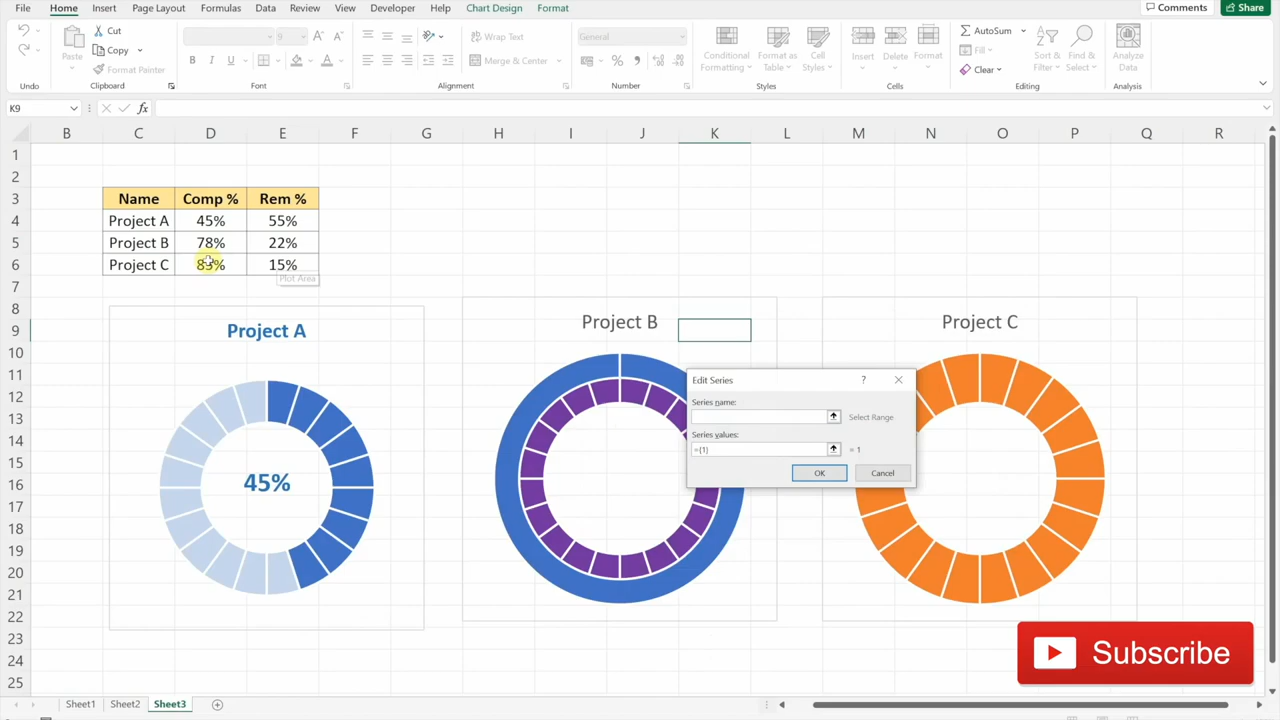 File Insert Page Layout Formulas Data Review View Developer Help Chart Design Format Comments Share
Cut
Copy
Format Painter
Paste
9
Wrap Text
Merge & Center
General
Conditional Formatting
Format as Table
Cell Styles
Insert
Delete
Format
AutoSum
Fill
Clear
Sort & Filter
Find & Select
Analyze Data
Undo Clipboard Font Alignment Number Styles Cells Editing Analysis
K9 fx
B C D E F G H I J K L M N O P Q R
1
2
3 Name Comp % Rem %
4 Project A 45% 55%
5 Project B 78% 22%
6 Project C 85% 15%
Plot Area
7
8
9
10
11
12
13
14
15
16
17
18
19
20
21
22
23
24
25
Project A
45%
Project B
Project C
Edit Series ?
Series name:
Select Range
Series values:
={1} = 1
OK Cancel
Subscribe
Sheet1 Sheet2 Sheet3